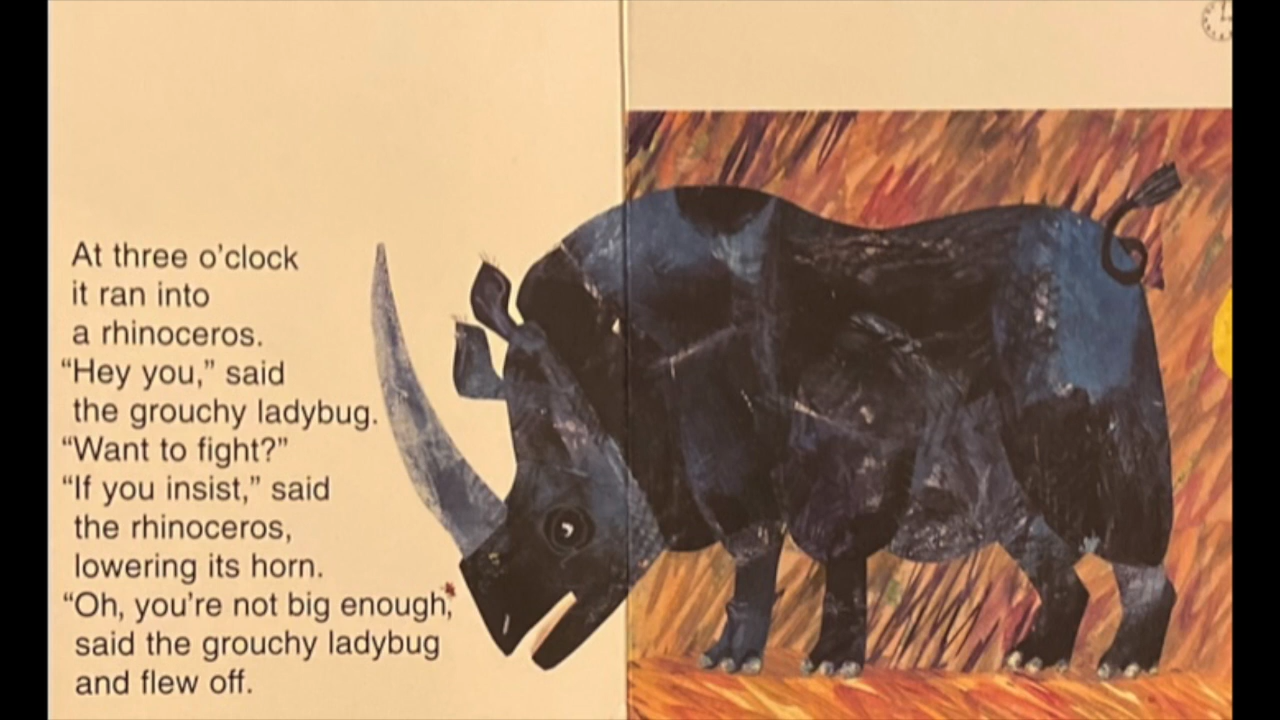 At three o’clock
it ran into
a rhinoceros.
“Hey you,” said
the grouchy ladybug.
“Want to fight?”
“If you insist,” said
the rhinoceros,
lowering its horn.
“Oh, you’re not big enough,”
said the grouchy ladybug
and flew off.